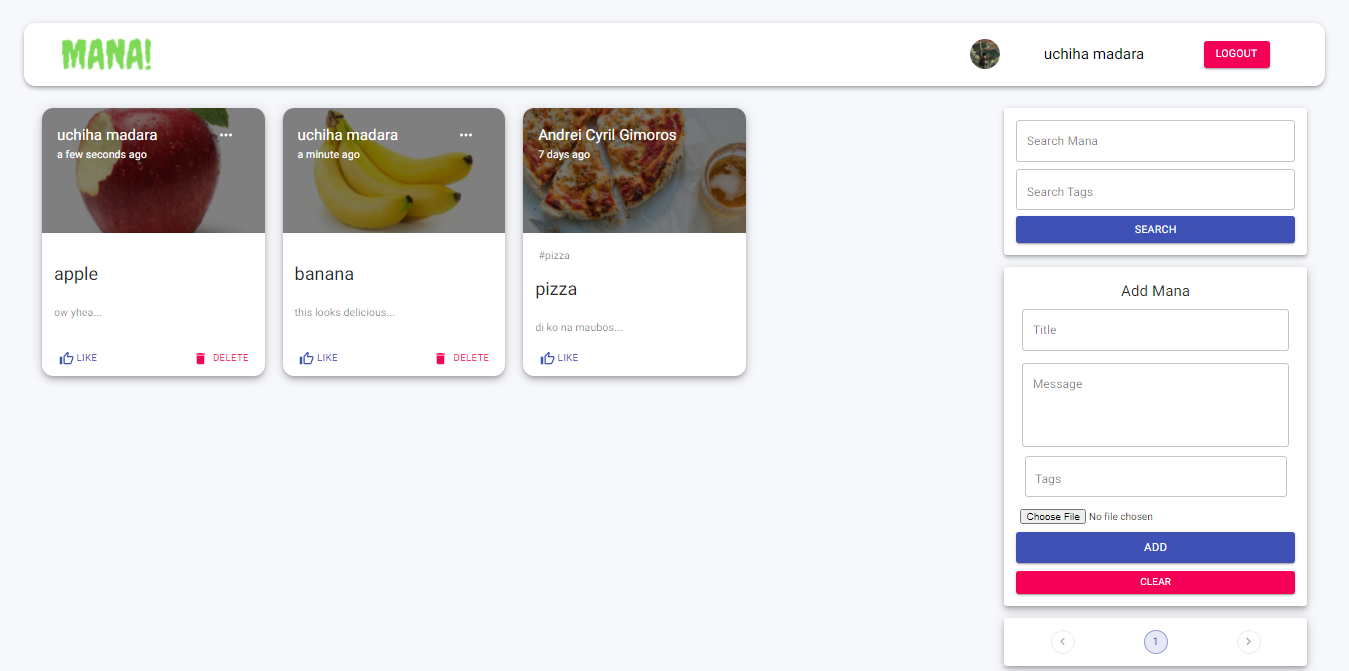 MANA!
uchiha madara
LOGOUT
uchiha madara
a few seconds ago
apple
ow yhea...
LIKE
DELETE
uchiha madara
a minute ago
banana
this looks delicious...
LIKE
DELETE
Andrei Cyril Gimoros
7 days ago
#pizza
pizza
di ko na maubos...
LIKE
Search Mana
Search Tags
SEARCH
Add Mana
Title
Message
Tags
Choose File No file chosen
ADD
CLEAR
1